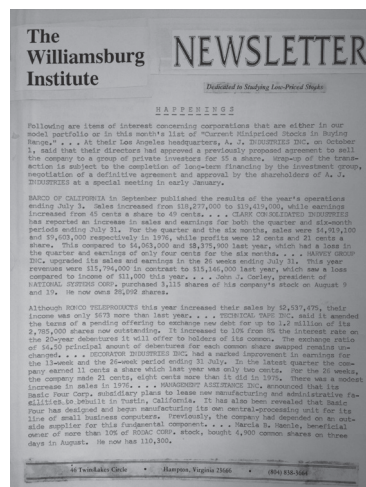 The
Williamsburg
Institute
NEWSLETTER
Dedicated to Studying Low-Priced Stocks
HAPPENINGS
Following are items of interest concerning corporations that are either in our
model portfolio or in this month's list of "Current Minipriced Stocks in Buying
Range." . . . . At their Los Angeles headquarters, A. J. INDUSTRIES INC, on October
1, said that their directors had approved a previously proposed agreement to sell
the company to a group of private investors for $5 a share. Wrap-up of the trans-
action is subject to the completion of long-term financing by the investment group,
negotiation of a definitive agreement and approval by the shareholders of A. J.
INDUSTRIES at a special meeting in early January.
BARCO OF CALIFORNIA in September published the results of the year's operations
ending July 3. Sales increased from $18,277,000 to $19,419,000, while earnings
increased from 45 cents a share to 49 cents. . . . CLARK CONSOLIDATED INDUSTRIES
has reported an increase in sales and earnings for both the quarter and six-month
periods ending July 31. For the quarter and the six months, sales were $4,919,100
and $9,603,000 respectively in 1976, while profits were 12 cents and 21 cents a
share. This compared to $4,063,000 and $8,375,900 last year, which had a loss in
the quarter and earnings of only four cents for the six months. . . . HARVEY GROUP
INC, upgraded its sales and earnings in the 26 weeks ending July 31. This year
revenues were $15,794,000 in contrast to $15,146,000 last year, which saw a loss
compared to income of $11,000 this year. . . . John J. Corley, president of
NATIONAL SYSTEMS CORP, purchased 3,115 shares of his company's stock on August 9
and 19. He now owns 28,092 shares.
Although RONCO TELEPRODUCTS this year increased their sales by $2,537,475, their
income was only $673 more than last year. . . . TECHNICAL TAPE INC. said it amended
the terms of a pending offering to exchange new debt for up to 1.2 million of its
2,785,000 shares now outstanding. It increased to 10% from 8% the interest rate on
the 20-year debentures it will offer to holders of its common. The exchange ratio
of $4.50 principal amount of debentures for each common share swapped remains un-
changed. . . . DECORATOR INDUSTRIES INC. had a marked improvement in earnings for
the 13-week and the 26-week period ending 31 July. In the latest quarter the com-
pany earned 11 cents a share which last year was only two cents. For the 26 weeks,
the company made 21 cents, eight cents more than it did in 1975. There was a modest
increase in sales in 1976. . . . MANAGEMENT ASSISTANCE INC. announced that its
Basic Four Corp. subsidiary plans to lease new manufacturing and administrative fa-
cilities to be built in Tustin, California. It has also been revealed that Basic
Four has designed and begun manufacturing its own central-processing unit for its
line of small business computers. Previously, the company had depended on an out-
side supplier for this fundamental component. . . . Marcia B. Haenle, beneficial
owner of more than 10% of RODAC CORP. stock, bought 4,900 common shares on three
days in August. He now has 110,300.
46 Twin Lakes Circle • Hampton, Virginia 23666 • (804) 838-